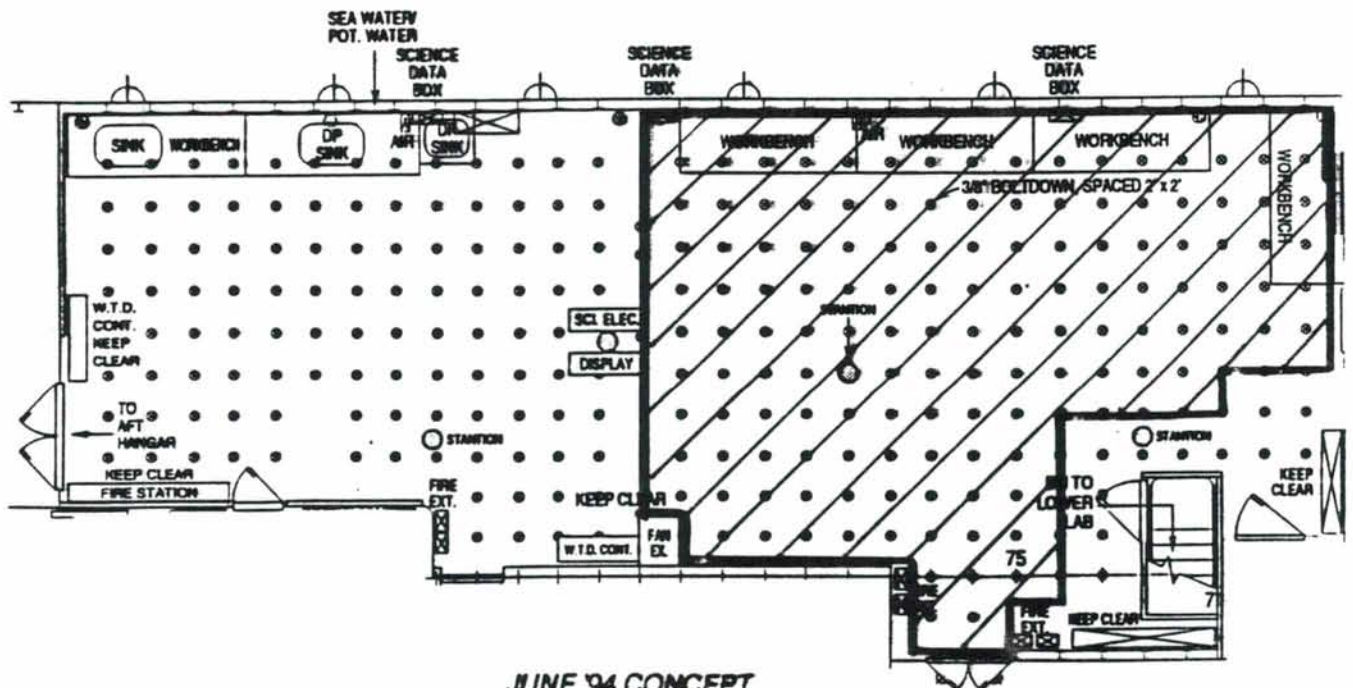 SEA WATER/
POT. WATER
SCIENCE
DATA
BOX
SCIENCE
DATA
BOX
SCIENCE
DATA
BOX
SINK
WORKBENCH
DP
SINK
AIR
DP
SINK
WORKBENCH
AIR
WORKBENCH
WORKBENCH
WORKBENCH
3/8" BOLTDOWN, SPACED 2' x 2'
W.T.D.
CONT.
KEEP
CLEAR
SCI. ELEC.
DISPLAY
STANTION
TO
AFT
HANGAR
STANTION
STANTION
KEEP CLEAR
FIRE STATION
FIRE
EXT.
KEEP CLEAR
TO
LOWER
LAB
KEEP
CLEAR
W.T.D. CONT.
FAN
EX.
75
7
FIRE
EXT.
KEEP CLEAR
JUNE '94 CONCEPT